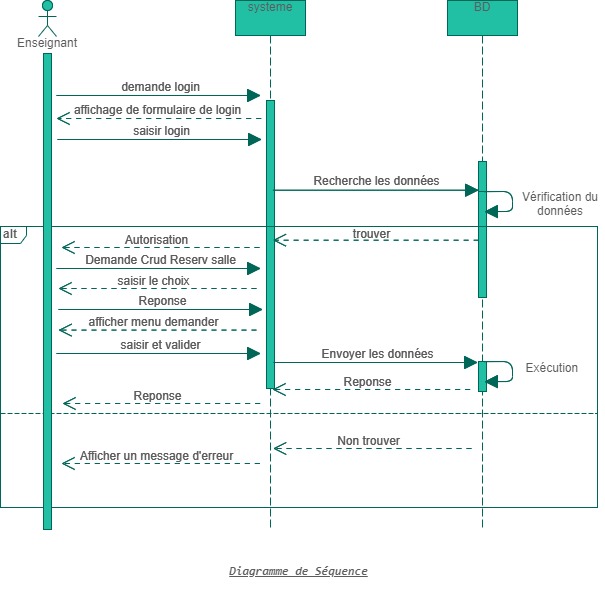 systeme
BD
Enseignant
demande login
affichage de formulaire de login
saisir login
Recherche les données
Vérification du
données
alt
trouver
Autorisation
Demande Crud Reserv salle
saisir le choix
Reponse
afficher menu demander
saisir et valider
Envoyer les données
Exécution
Reponse
Reponse
Non trouver
Afficher un message d'erreur
Diagramme de Séquence